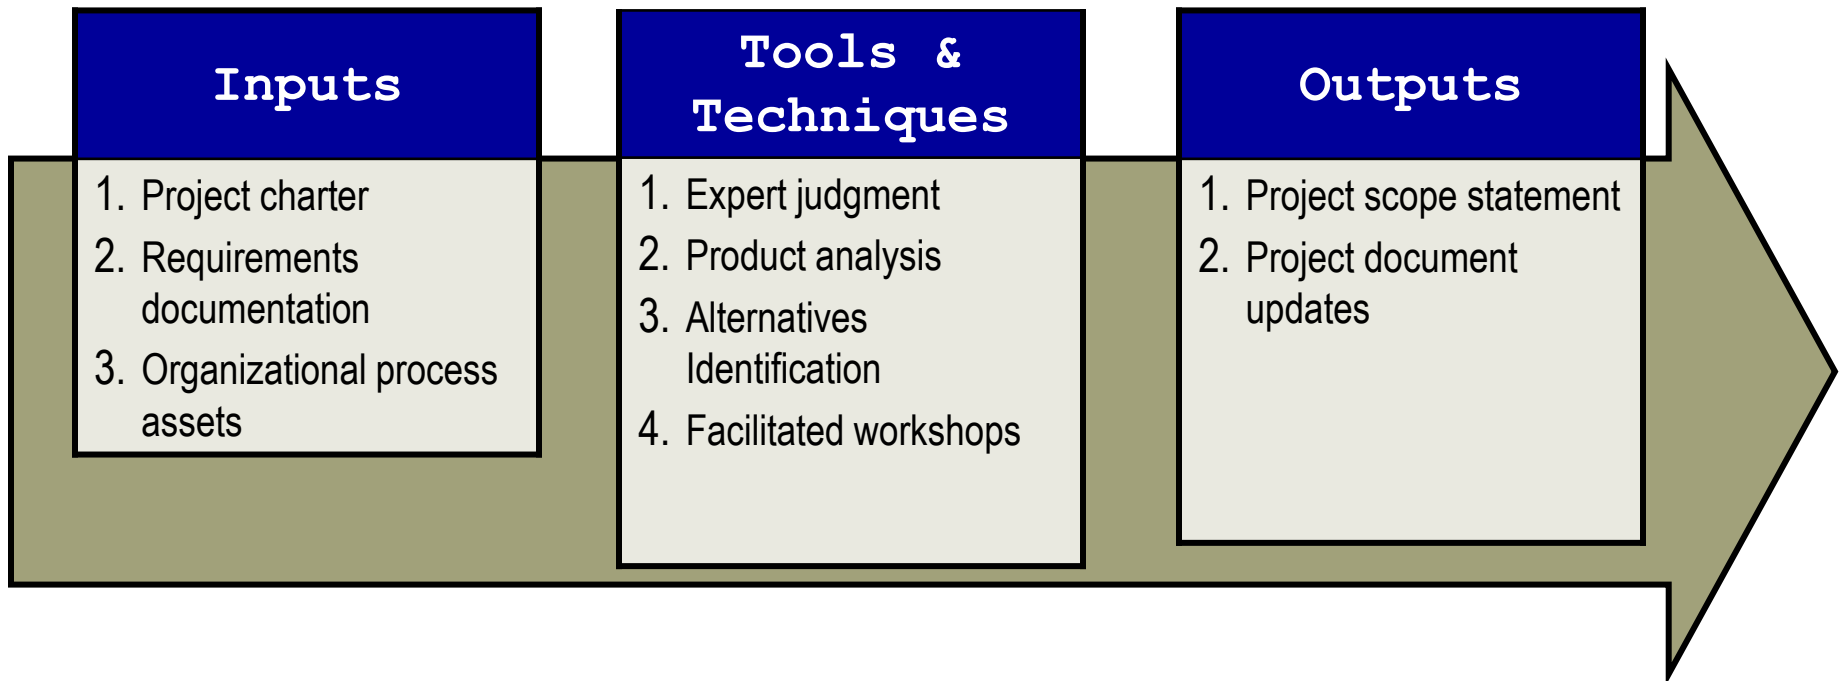 Inputs
1. Project charter
2. Requirements
documentation
3. Organizational process
assets
Tools &
Techniques
1. Expert judgment
2. Product analysis
3. Alternatives
Identification
4. Facilitated workshops
Outputs
1. Project scope statement
2. Project document
updates